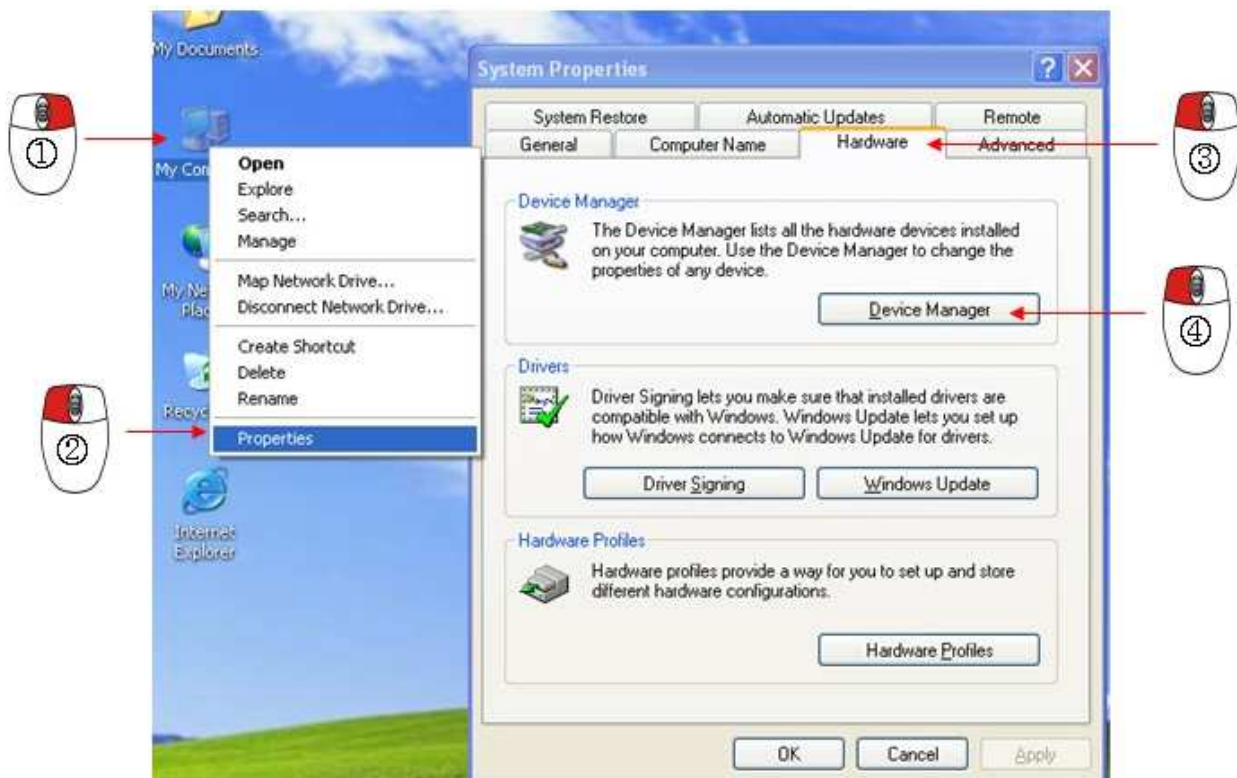 My Documents
①
My Com
My Ne
Plac
Recyc
Internet
Explorer
②
Open
Explore
Search...
Manage
Map Network Drive...
Disconnect Network Drive...
Create Shortcut
Delete
Rename
Properties
System Properties
System Restore
Automatic Updates
Remote
General
Computer Name
Hardware
Advanced
③
Device Manager
The Device Manager lists all the hardware devices installed
on your computer. Use the Device Manager to change the
properties of any device.
Device Manager
④
Drivers
Driver Signing lets you make sure that installed drivers are
compatible with Windows. Windows Update lets you set up
how Windows connects to Windows Update for drivers.
Driver Signing
Windows Update
Hardware Profiles
Hardware profiles provide a way for you to set up and store
different hardware configurations.
Hardware Profiles
OK
Cancel
Apply